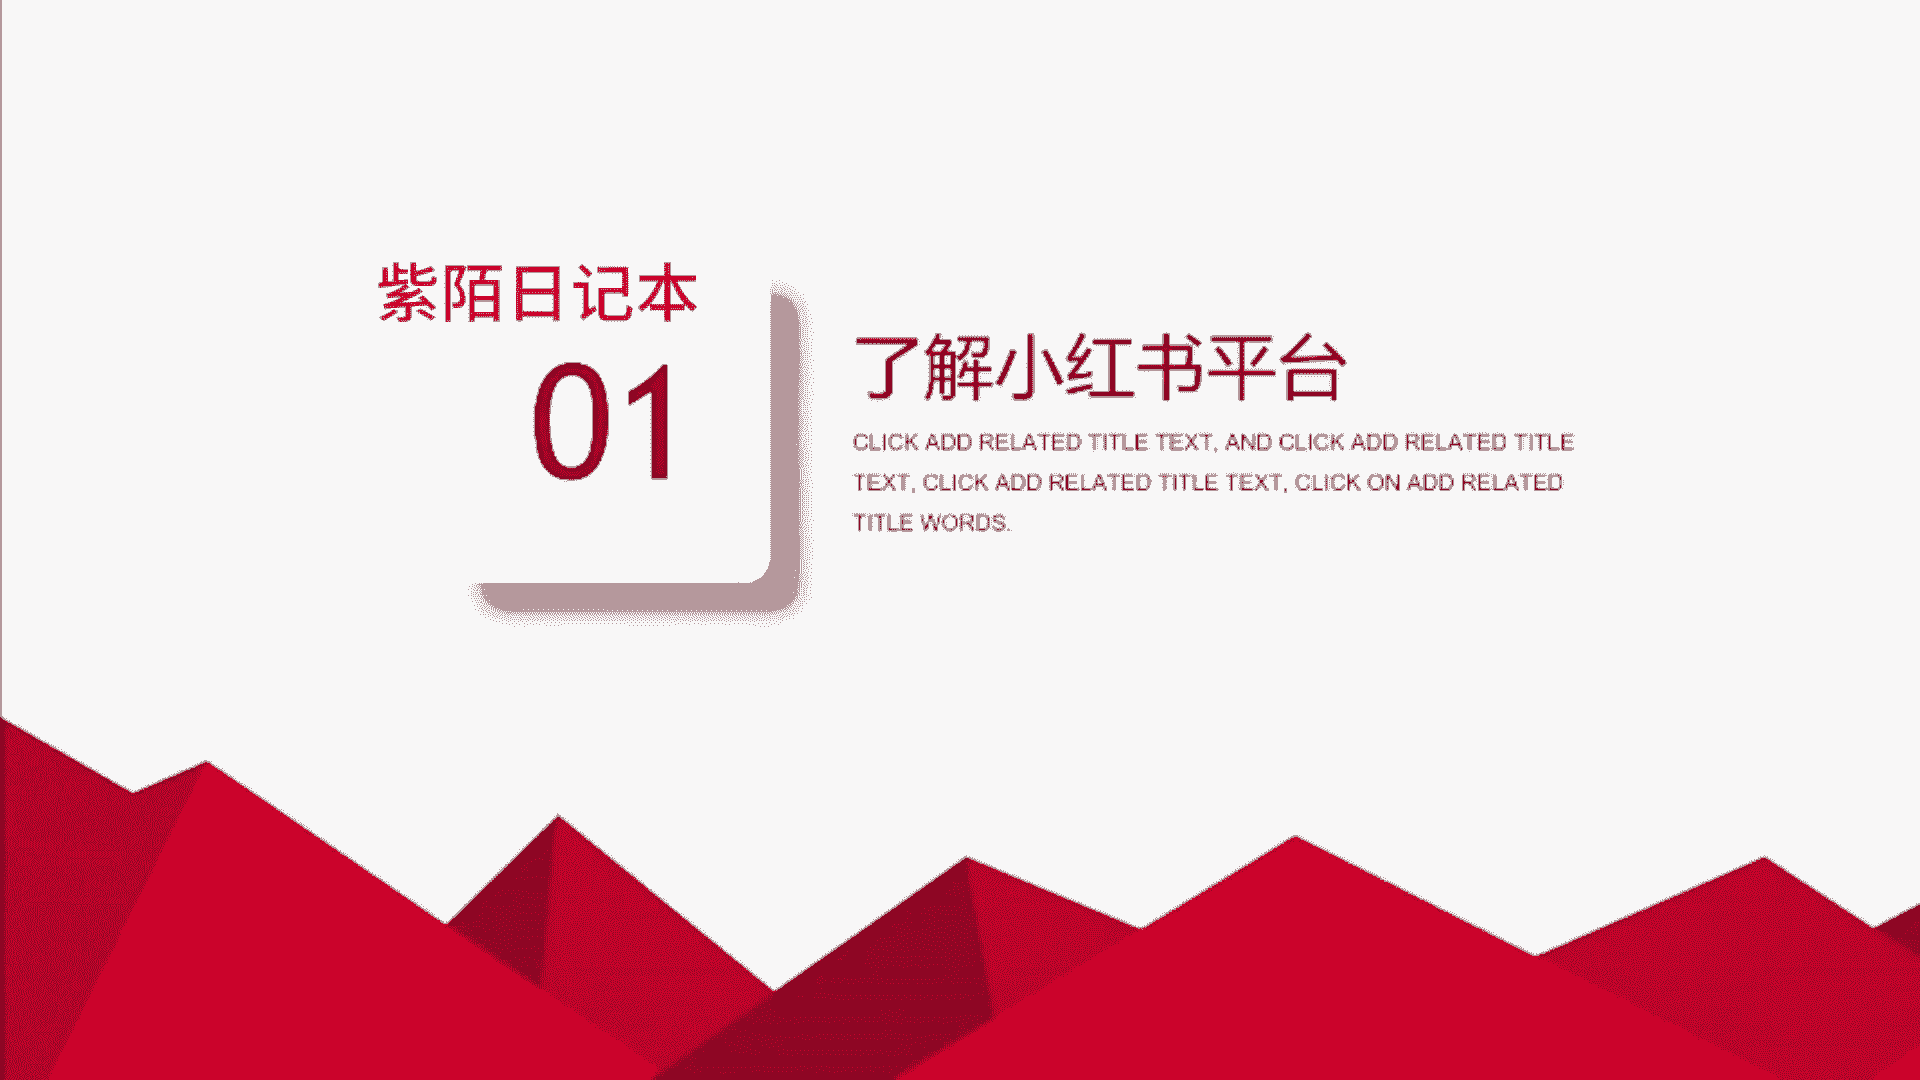 紫陌日记本
01
了解小红书平台
CLICK ADD RELATED TITLE TEXT, AND CLICK ADD RELATED TITLE
TEXT, CLICK ADD RELATED TITLE TEXT, CLICK ON ADD RELATED
TITLE WORDS.